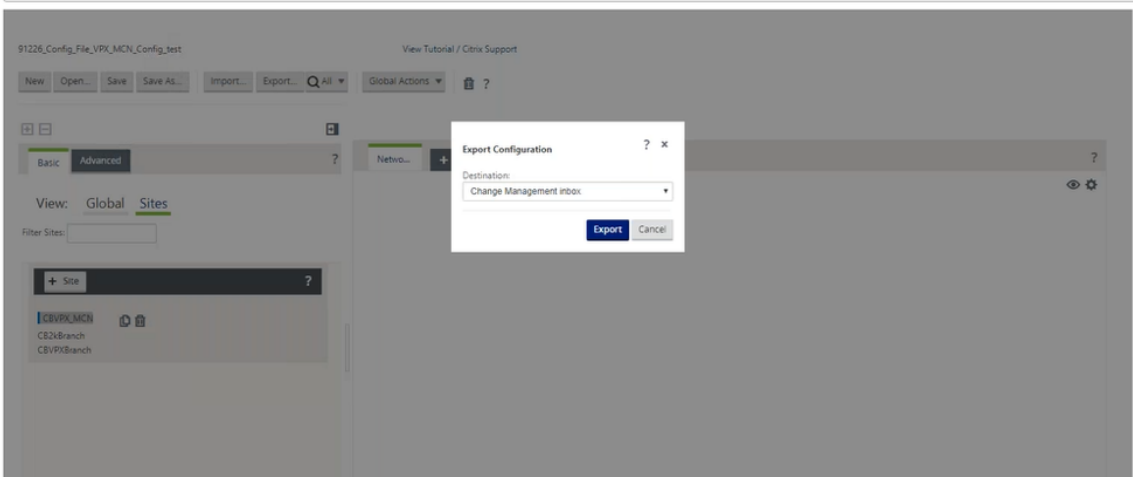 91226_Config_File_VPX_MCN_Config_test
View Tutorial / Citrix Support
New Open... Save Save As... Import... Export... All Global Actions ?
Basic Advanced ?
View: Global Sites
Filter Sites:
+ Site ?
CBVPX_MCN
CB2kBranch
CBVPXBranch
Netwo... + ?
Export Configuration ? x
Destination:
Change Management inbox
Export Cancel